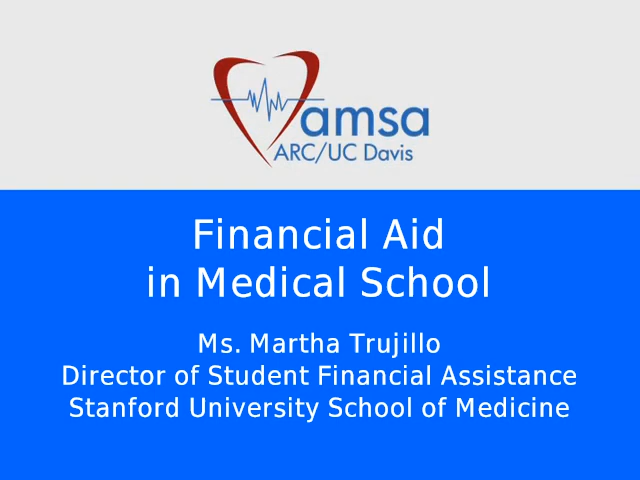 amsa
ARC/UC Davis
Financial Aid
in Medical School
Ms. Martha Trujillo
Director of Student Financial Assistance
Stanford University School of Medicine